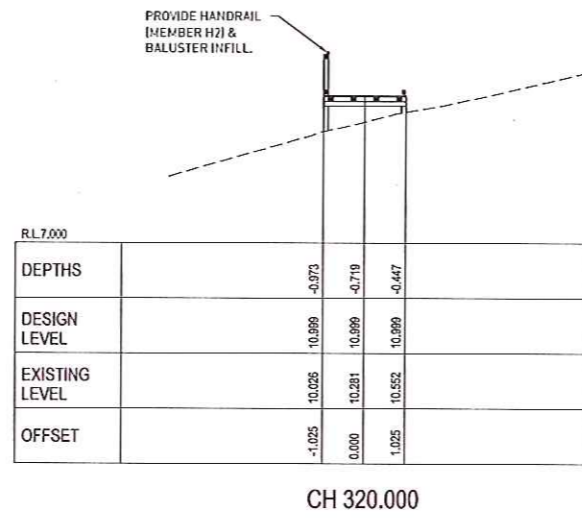 PROVIDE HANDRAIL
(MEMBER H2) &
BALUSTER INFILL.
R.L.7.000
DEPTHS -0.973 -0.719 -0.447
DESIGN
LEVEL 10.999 10.999 10.999
EXISTING
LEVEL 10.026 10.281 10.552
OFFSET -1.025 0.000 1.025
CH 320.000